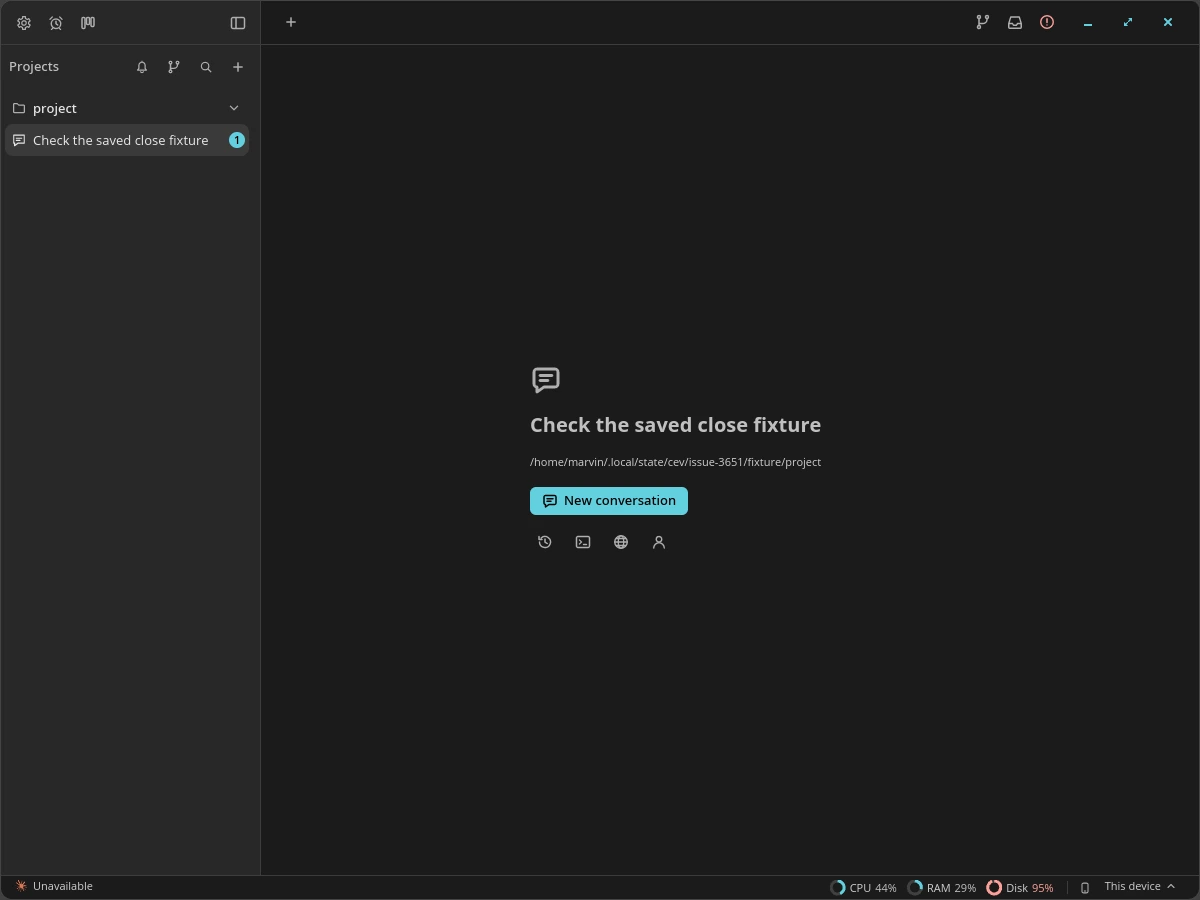 Projects
project
Check the saved close fixture
1
Check the saved close fixture
/home/marvin/.local/state/cev/issue-3651/fixture/project
New conversation
Unavailable
CPU 44%
RAM 29%
Disk 95%
This device